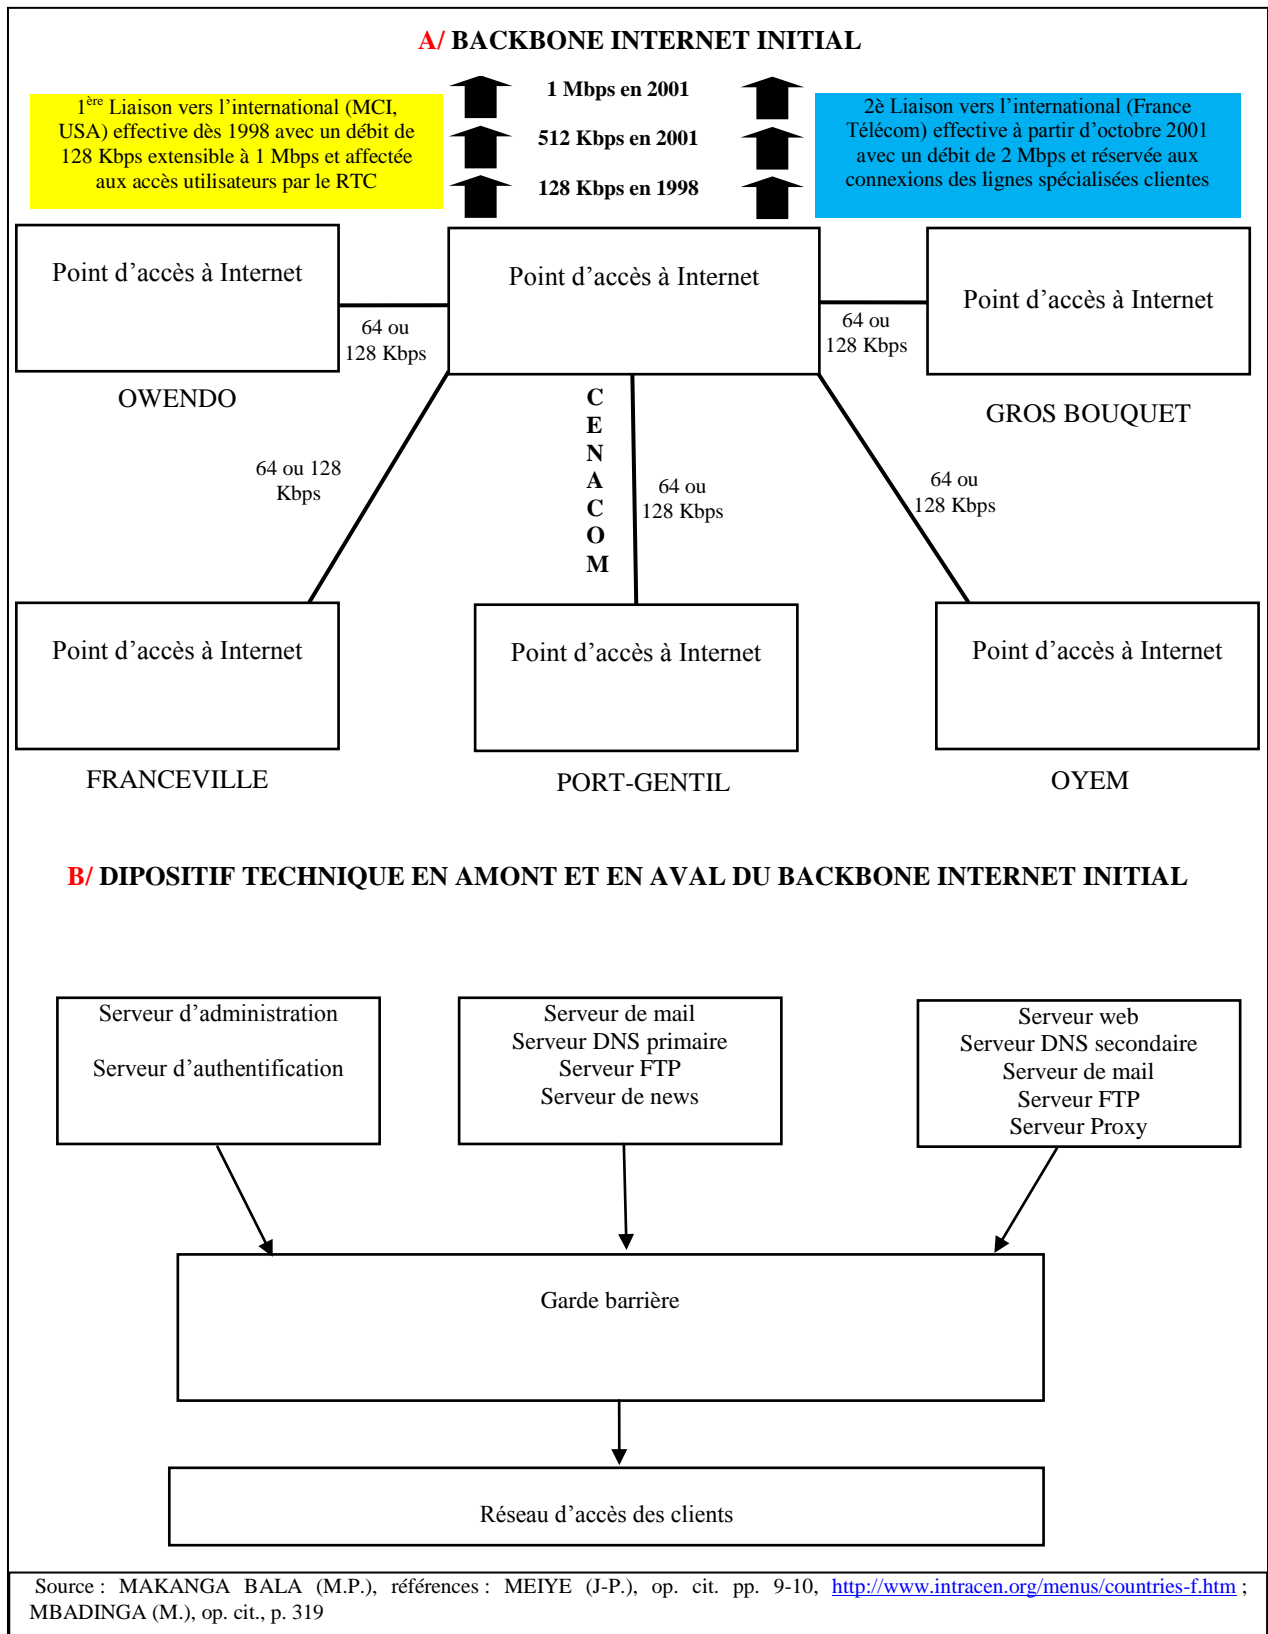 A/ BACKBONE INTERNET INITIAL
1ère Liaison vers l'international (MCI,
USA) effective dès 1998 avec un débit de
128 Kbps extensible à 1 Mbps et affectée
aux accès utilisateurs par le RTC
1 Mbps en 2001
512 Kbps en 2001
128 Kbps en 1998
2è Liaison vers l'international (France
Télécom) effective à partir d'octobre 2001
avec un débit de 2 Mbps et réservée aux
connexions des lignes spécialisées clientes
Point d'accès à Internet
Point d'accès à Internet
Point d'accès à Internet
64 ou
128 Kbps
64 ou
128 Kbps
OWENDO
GROS BOUQUET
C
E
N
A
C
O
M
64 ou 128
Kbps
64 ou
128 Kbps
64 ou
128 Kbps
Point d'accès à Internet
Point d'accès à Internet
Point d'accès à Internet
FRANCEVILLE
PORT-GENTIL
OYEM
B/ DIPOSITIF TECHNIQUE EN AMONT ET EN AVAL DU BACKBONE INTERNET INITIAL
Serveur d'administration
Serveur d'authentification
Serveur de mail
Serveur DNS primaire
Serveur FTP
Serveur de news
Serveur web
Serveur DNS secondaire
Serveur de mail
Serveur FTP
Serveur Proxy
Garde barrière
Réseau d'accès des clients
Source : MAKANGA BALA (M.P.), références : MEIYE (J-P.), op. cit. pp. 9-10, http://www.intracen.org/menus/countries-f.htm ;
MBADINGA (M.), op. cit., p. 319